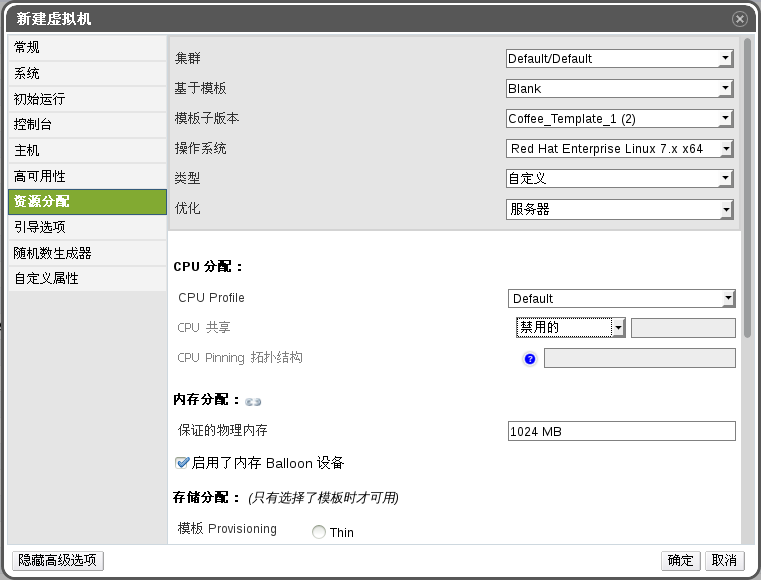 新建虚拟机
常规
系统
初始运行
控制台
主机
高可用性
资源分配
引导选项
随机数生成器
自定义属性
集群 Default/Default
基于模板 Blank
模板子版本 Coffee_Template_1 (2)
操作系统 Red Hat Enterprise Linux 7.x x64
类型 自定义
优化 服务器
CPU 分配：
CPU Profile Default
CPU 共享 禁用的
CPU Pinning 拓扑结构 ?
内存分配：
保证的物理内存 1024 MB
启用了内存 Balloon 设备
存储分配： (只有选择了模板时才可用)
模板 Provisioning Thin
隐藏高级选项 确定 取消